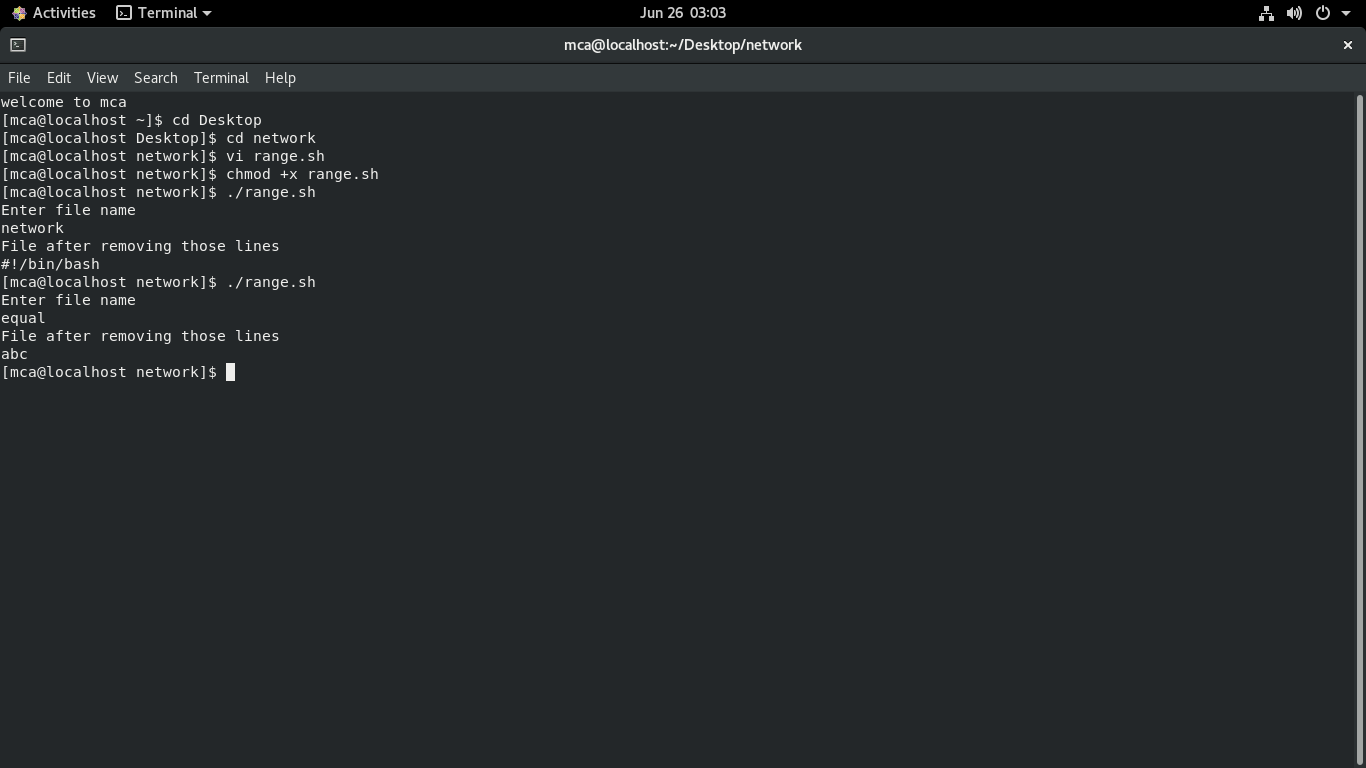 Activities Terminal Jun 26 03:03
mca@localhost:~/Desktop/network
File Edit View Search Terminal Help
welcome to mca
[mca@localhost ~]$ cd Desktop
[mca@localhost Desktop]$ cd network
[mca@localhost network]$ vi range.sh
[mca@localhost network]$ chmod +x range.sh
[mca@localhost network]$ ./range.sh
Enter file name
network
File after removing those lines
#!/bin/bash
[mca@localhost network]$ ./range.sh
Enter file name
equal
File after removing those lines
abc
[mca@localhost network]$